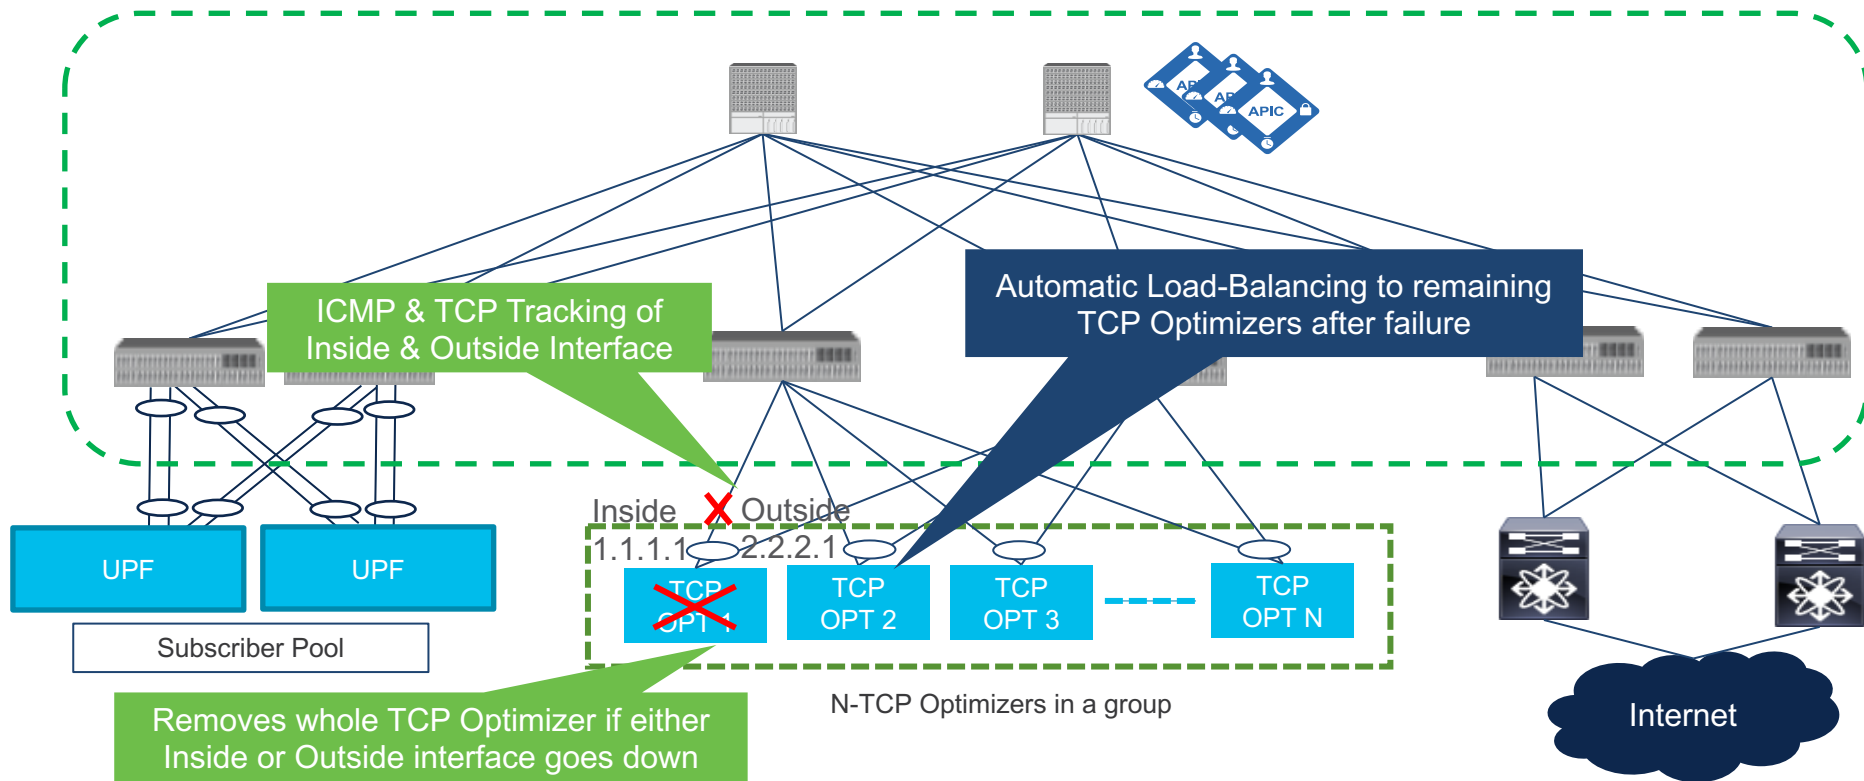 APIC
ICMP & TCP Tracking of
Inside & Outside Interface
Automatic Load-Balancing to remaining
TCP Optimizers after failure
Inside
Outside
1.1.1.1
2.2.2.1
UPF
UPF
TCP
OPT 1
TCP
OPT 2
TCP
OPT 3
TCP
OPT N
Subscriber Pool
N-TCP Optimizers in a group
Removes whole TCP Optimizer if either
Inside or Outside interface goes down
Internet